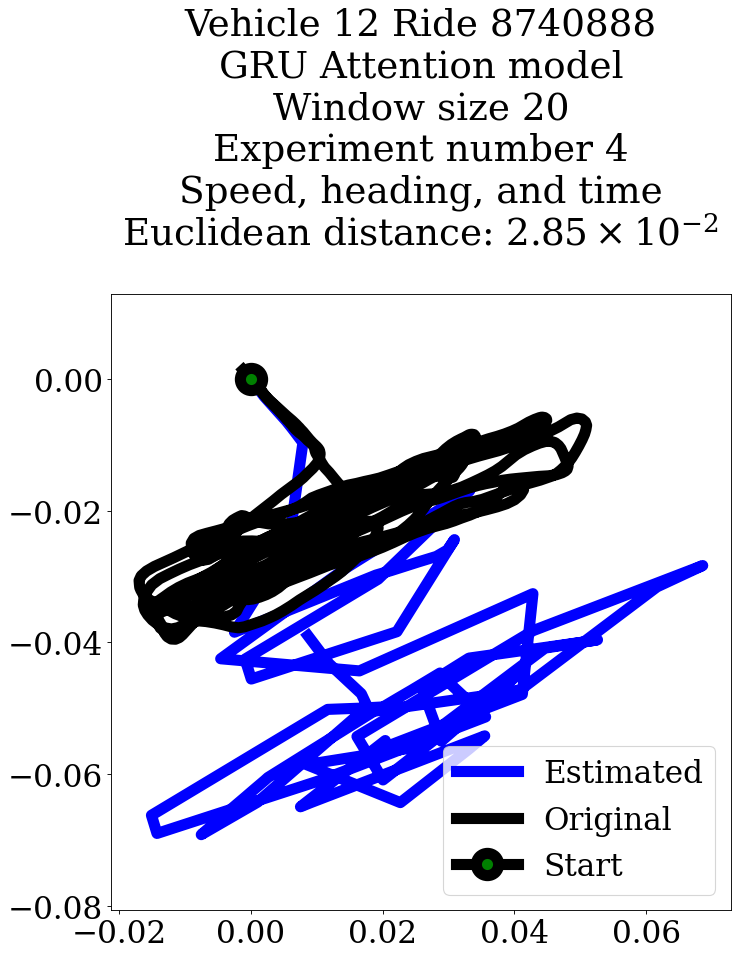 Vehicle 12 Ride 8740888
GRU Attention model
Window size 20
Experiment number 4
Speed, heading, and time
Euclidean distance: 2.85 × 10⁻²
0.00
−0.02
−0.04
−0.06
−0.08
Estimated
Original
Start
−0.02 0.00 0.02 0.04 0.06